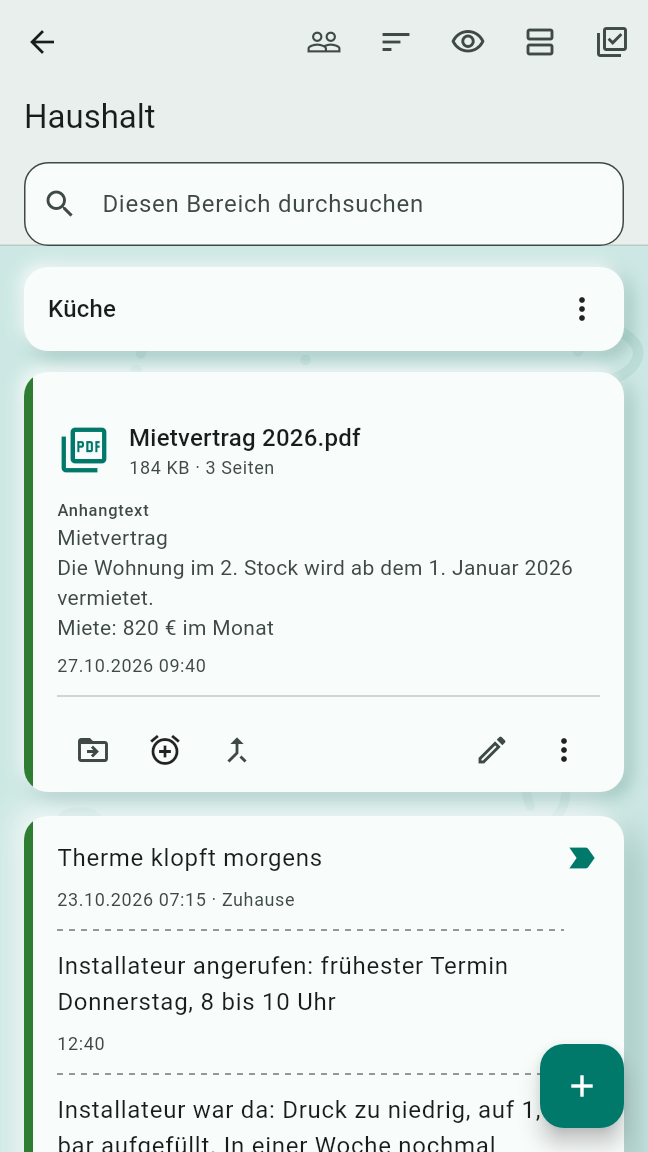 Haushalt
Diesen Bereich durchsuchen
Küche
PDF
Mietvertrag 2026.pdf
184 KB · 3 Seiten
Anhangtext
Mietvertrag
Die Wohnung im 2. Stock wird ab dem 1. Januar 2026
vermietet.
Miete: 820 € im Monat
27.10.2026 09:40
Therme klopft morgens
23.10.2026 07:15 · Zuhause
Installateur angerufen: frühester Termin
Donnerstag, 8 bis 10 Uhr
12:40
Installateur war da: Druck zu niedrig, auf 1,
bar aufgefüllt. In einer Woche nochmal